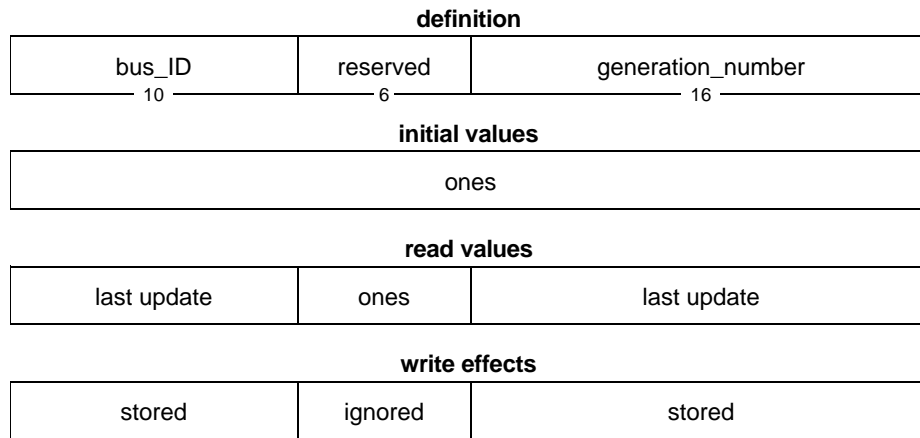 definition
bus_ID reserved generation_number
10 6 16
initial values
ones
read values
last update ones last update
write effects
stored ignored stored